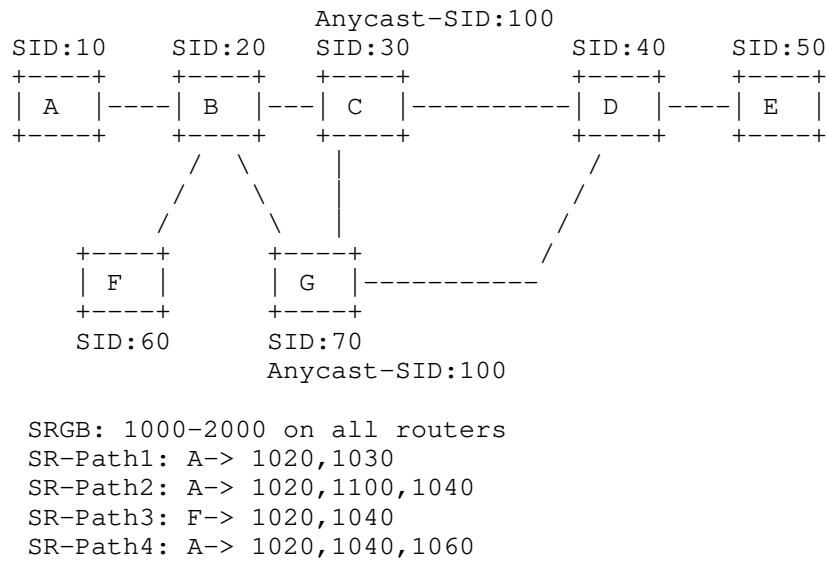 Anycast-SID:100
SID:10 SID:20 SID:30 SID:40 SID:50
A B C D E
F G
SID:60 SID:70
Anycast-SID:100
SRGB: 1000-2000 on all routers
SR-Path1: A-> 1020,1030
SR-Path2: A-> 1020,1100,1040
SR-Path3: F-> 1020,1040
SR-Path4: A-> 1020,1040,1060